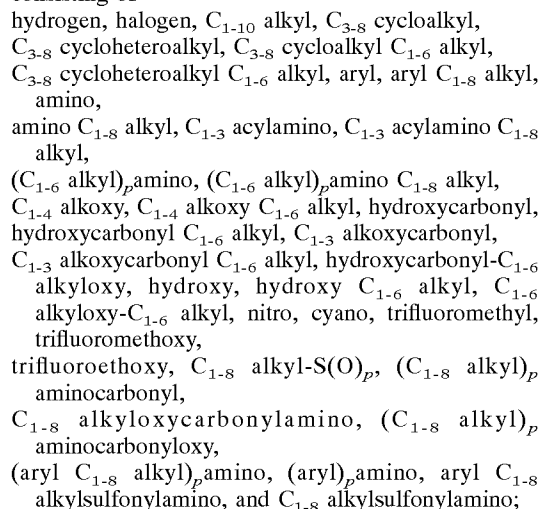 consisting of
hydrogen, halogen, C1-10 alkyl, C3-8 cycloalkyl,
C3-8 cycloheteroalkyl, C3-8 cycloalkyl C1-6 alkyl,
C3-8 cycloheteroalkyl C1-6 alkyl, aryl, aryl C1-8 alkyl,
amino,
amino C1-8 alkyl, C1-3 acylamino, C1-3 acylamino C1-8
alkyl,
(C1-6 alkyl)pamino, (C1-6 alkyl)pamino C1-8 alkyl,
C1-4 alkoxy, C1-4 alkoxy C1-6 alkyl, hydroxycarbonyl,
hydroxycarbonyl C1-6 alkyl, C1-3 alkoxycarbonyl,
C1-3 alkoxycarbonyl C1-6 alkyl, hydroxycarbonyl-C1-6
alkyloxy, hydroxy, hydroxy C1-6 alkyl, C1-6
alkyloxy-C1-6 alkyl, nitro, cyano, trifluoromethyl,
trifluoromethoxy,
trifluoroethoxy, C1-8 alkyl-S(O)p, (C1-8 alkyl)p
aminocarbonyl,
C1-8 alkyloxycarbonylamino, (C1-8 alkyl)p
aminocarbonyloxy,
(aryl C1-8 alkyl)pamino, (aryl)pamino, aryl C1-8
alkylsulfonylamino, and C1-8 alkylsulfonylamino;